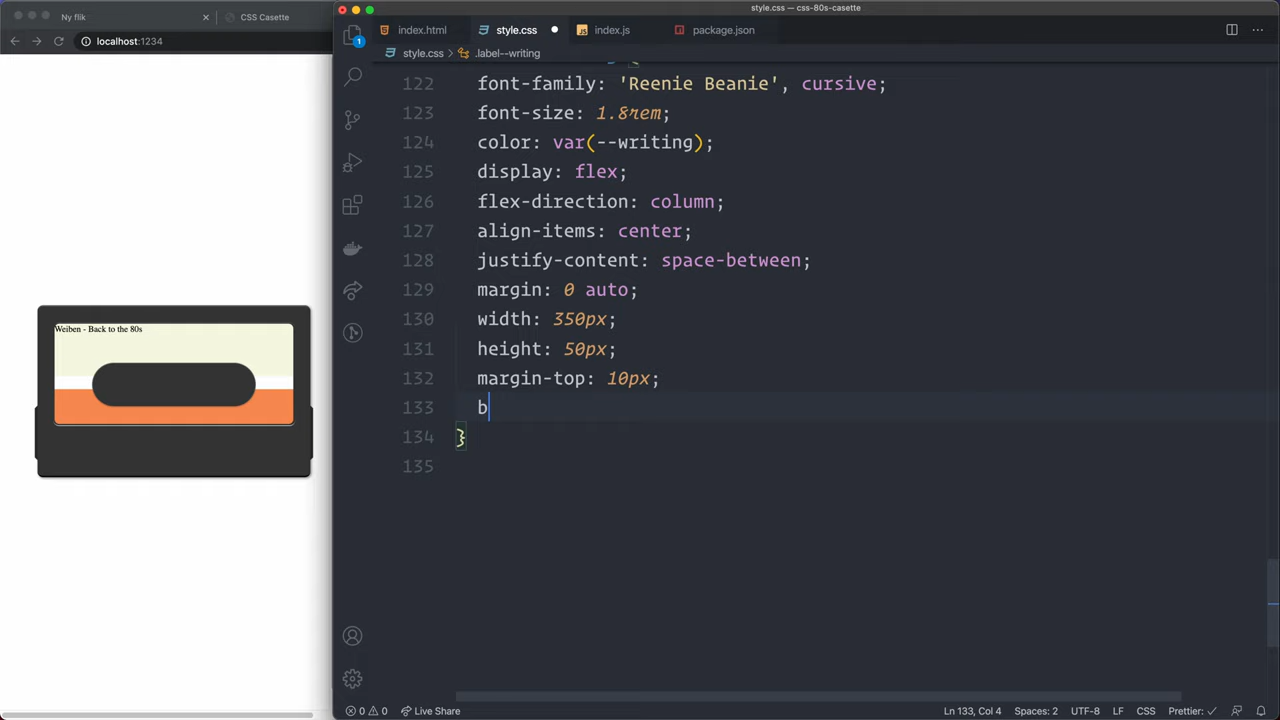 style.css — css-80s-casette
Ny flik
CSS Casette
localhost:1234
index.html
style.css
index.js
package.json
style.css > .label--writing
122 font-family: 'Reenie Beanie', cursive;
123 font-size: 1.8rem;
124 color: var(--writing);
125 display: flex;
126 flex-direction: column;
127 align-items: center;
128 justify-content: space-between;
129 margin: 0 auto;
130 width: 350px;
131 height: 50px;
132 margin-top: 10px;
133 b
134 }
135
1
Weiben - Back to the 80s
0 0 Live Share
Ln 133, Col 4 Spaces: 2 UTF-8 LF CSS Prettier: ✓